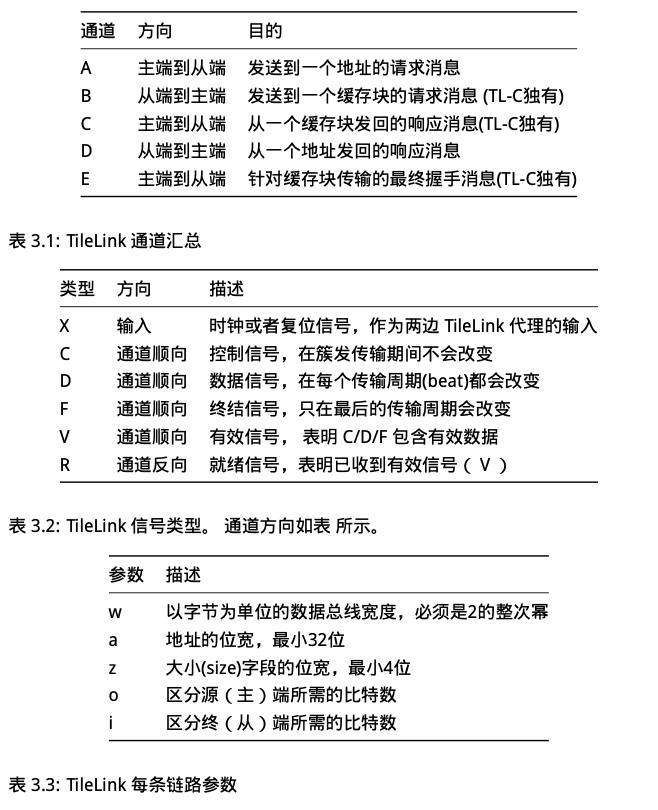 通道 方向 目的
A 主端到从端 发送到一个地址的请求消息
B 从端到主端 发送到一个缓存块的请求消息 (TL-C独有)
C 主端到从端 从一个缓存块发回的响应消息(TL-C独有)
D 从端到主端 从一个地址发回的响应消息
E 主端到从端 针对缓存块传输的最终握手消息(TL-C独有)
表 3.1: TileLink 通道汇总
类型 方向 描述
X 输入 时钟或者复位信号，作为两边 TileLink 代理的输入
C 通道顺向 控制信号，在簇发传输期间不会改变
D 通道顺向 数据信号，在每个传输周期(beat)都会改变
F 通道顺向 终结信号，只在最后的传输周期会改变
V 通道顺向 有效信号， 表明 C/D/F 包含有效数据
R 通道反向 就绪信号，表明已收到有效信号（ V ）
表 3.2: TileLink 信号类型。 通道方向如表 所示。
参数 描述
w 以字节为单位的数据总线宽度，必须是2的整次幂
a 地址的位宽，最小32位
z 大小(size)字段的位宽，最小4位
o 区分源（主）端所需的比特数
i 区分终（从）端所需的比特数
表 3.3: TileLink 每条链路参数